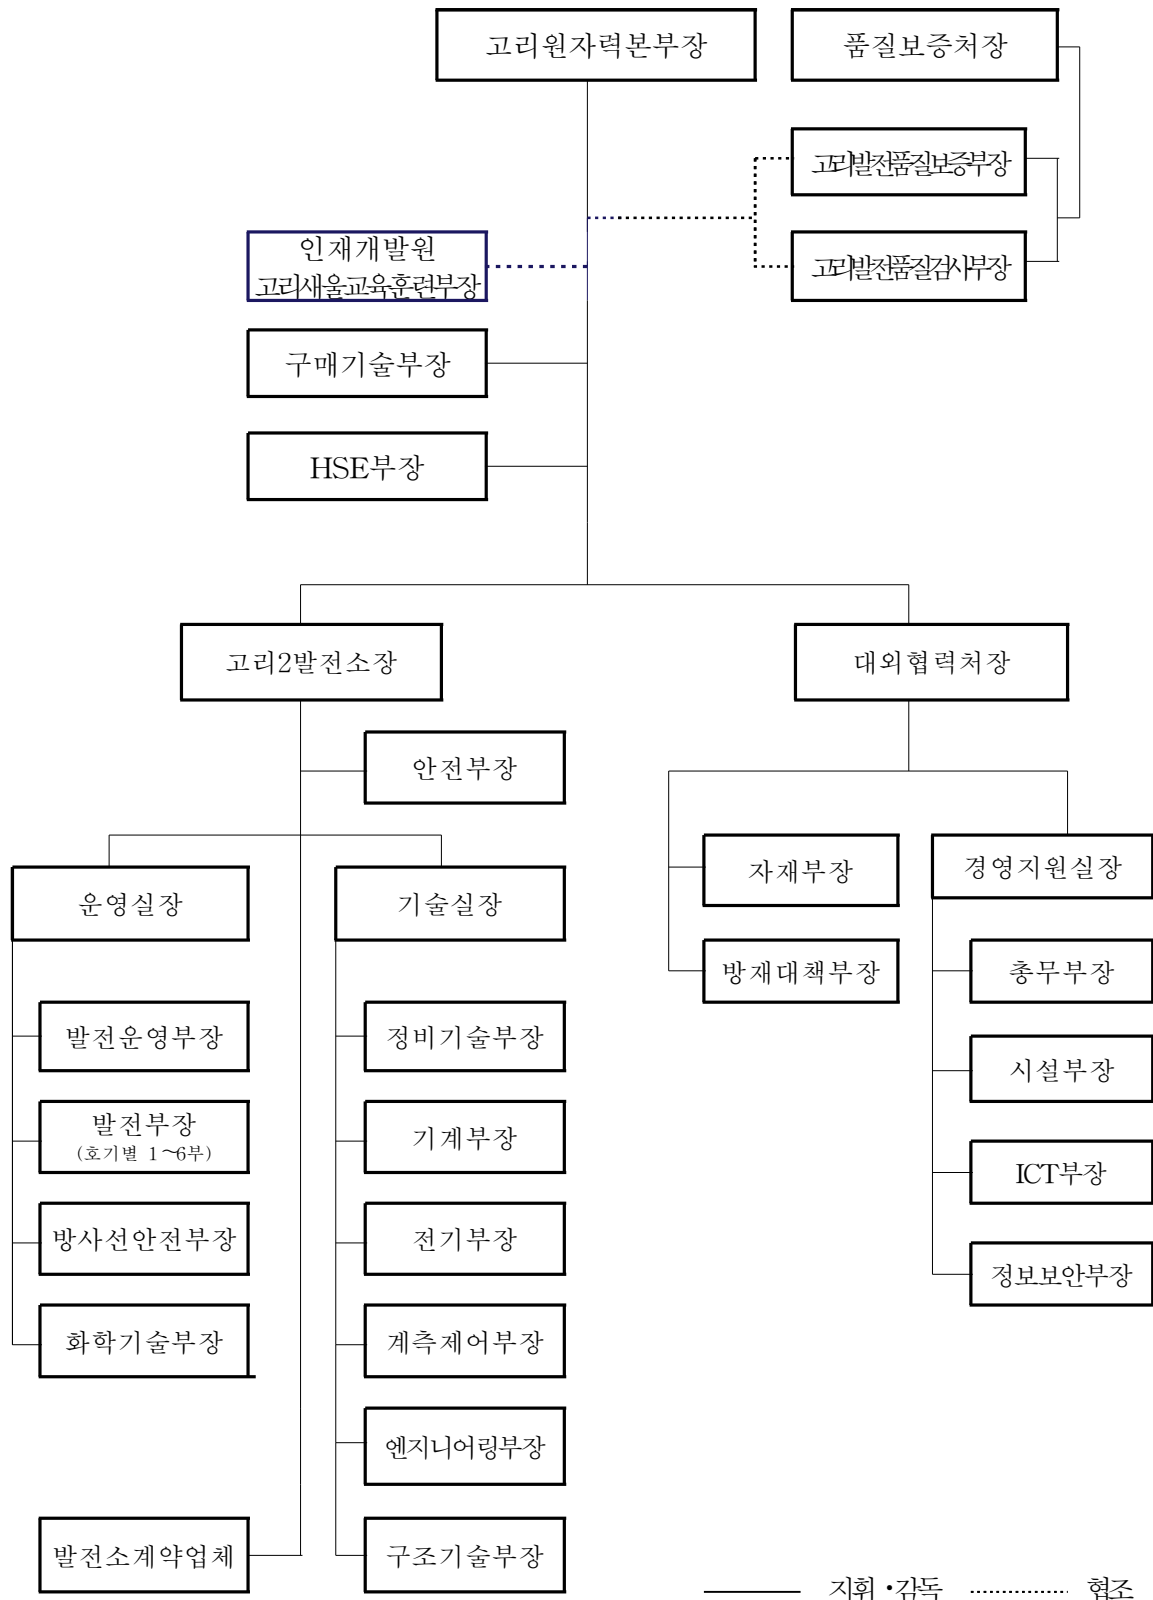 고리원자력본부장
품질보증처장
고리발전품질보증부장
고리발전품질검사부장
인재개발원
고리새울교육훈련부장
구매기술부장
HSE부장
고리2발전소장
대외협력처장
안전부장
운영실장
기술실장
자재부장
경영지원실장
방재대책부장
총무부장
발전운영부장
정비기술부장
시설부장
발전부장
(호기별 1~6부)
기계부장
ICT부장
방사선안전부장
전기부장
정보보안부장
화학기술부장
계측제어부장
엔지니어링부장
발전소계약업체
구조기술부장
지휘·감독
협조